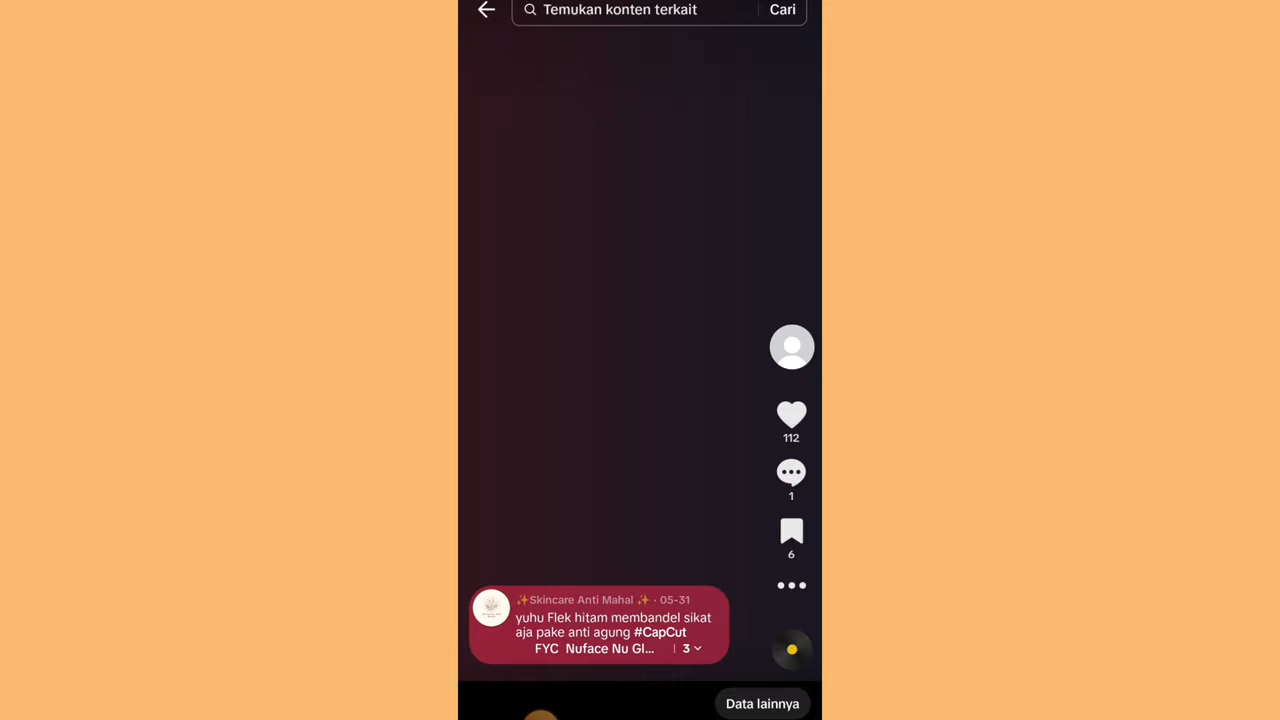 Temukan konten terkait
Cari
112
1
6
✨Skincare Anti Mahal ✨ · 05-31
yuhu Flek hitam membandel sikat
aja pake anti agung #CapCut
FYC Nuface Nu Gl... | 3
Data lainnya